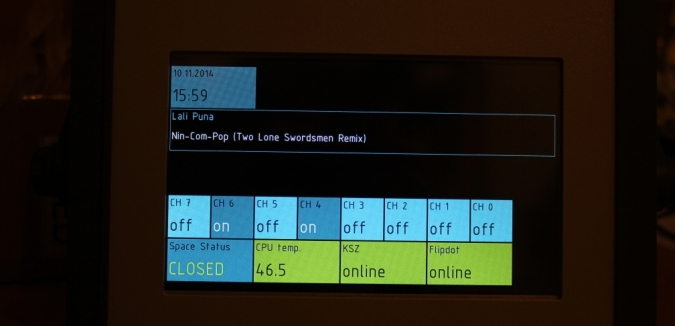 10.11.2014
15:59
Lali Puna
Nin-Com-Pop (Two Lone Swordsmen Remix)
CH 7 CH 6 CH 5 CH 4 CH 3 CH 2 CH 1 CH 0
off on off on off off off off
Space Status CPU temp. KSZ Flipdot
CLOSED 46.5 online online